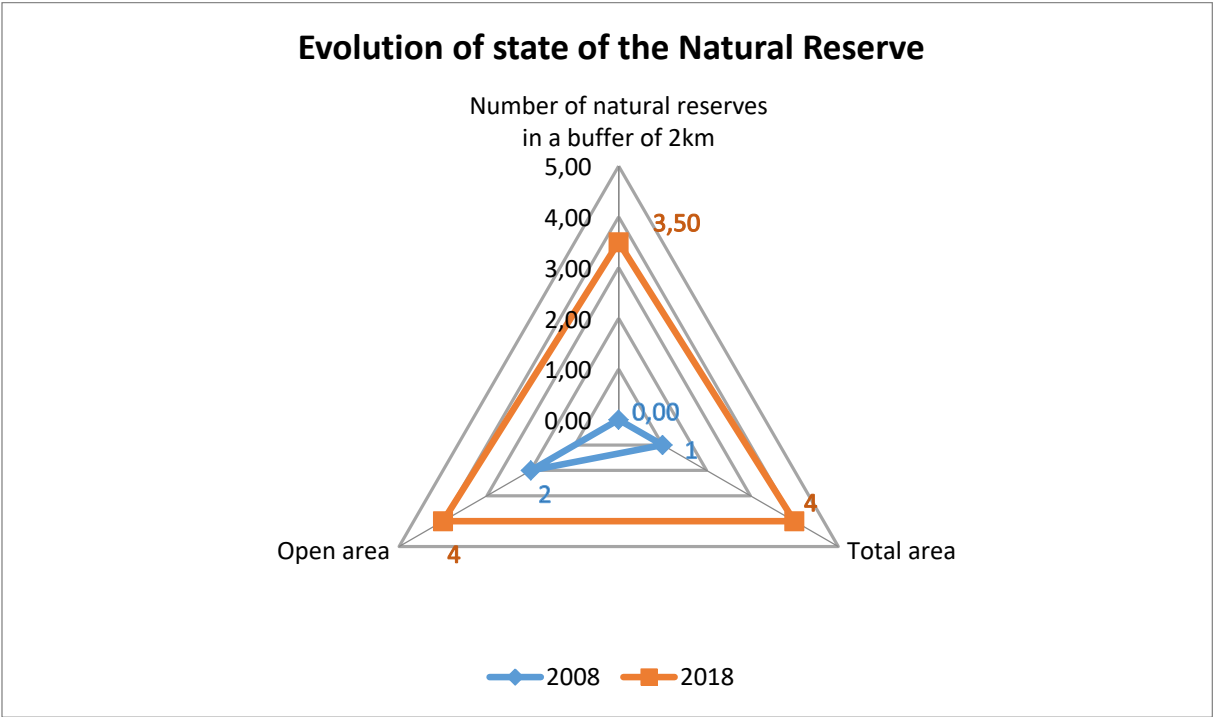 Evolution of state of the Natural Reserve
Number of natural reserves
in a buffer of 2km
5,00
4,00
3,50
3,00
2,00
1,00
0,00
0,00
1
2
4
4
Open area
Total area
2008
2018